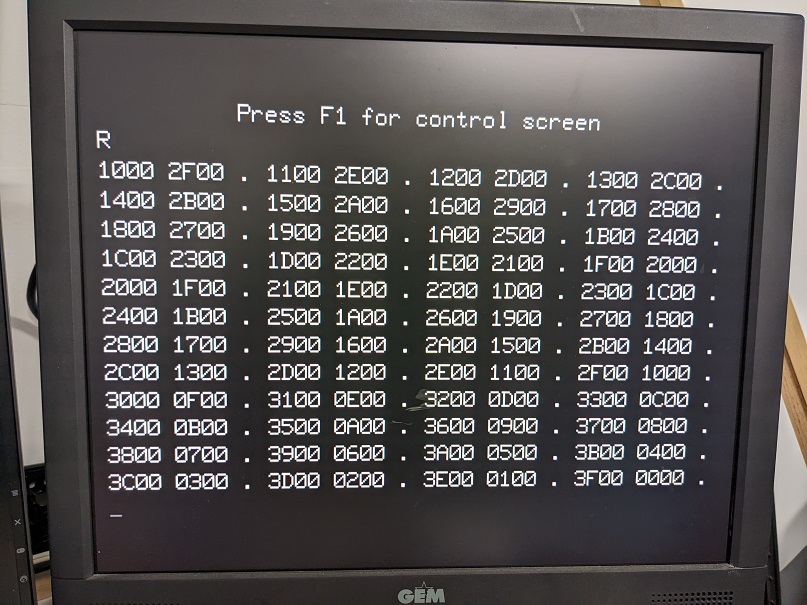 Press F1 for control screen
R
1000 2F00 . 1100 2E00 . 1200 2D00 . 1300 2C00 .
1400 2B00 . 1500 2A00 . 1600 2900 . 1700 2800 .
1800 2700 . 1900 2600 . 1A00 2500 . 1B00 2400 .
1C00 2300 . 1D00 2200 . 1E00 2100 . 1F00 2000 .
2000 1F00 . 2100 1E00 . 2200 1D00 . 2300 1C00 .
2400 1B00 . 2500 1A00 . 2600 1900 . 2700 1800 .
2800 1700 . 2900 1600 . 2A00 1500 . 2B00 1400 .
2C00 1300 . 2D00 1200 . 2E00 1100 . 2F00 1000 .
3000 0F00 . 3100 0E00 . 3200 0D00 . 3300 0C00 .
3400 0B00 . 3500 0A00 . 3600 0900 . 3700 0800 .
3800 0700 . 3900 0600 . 3A00 0500 . 3B00 0400 .
3C00 0300 . 3D00 0200 . 3E00 0100 . 3F00 0000 .
_
GEM